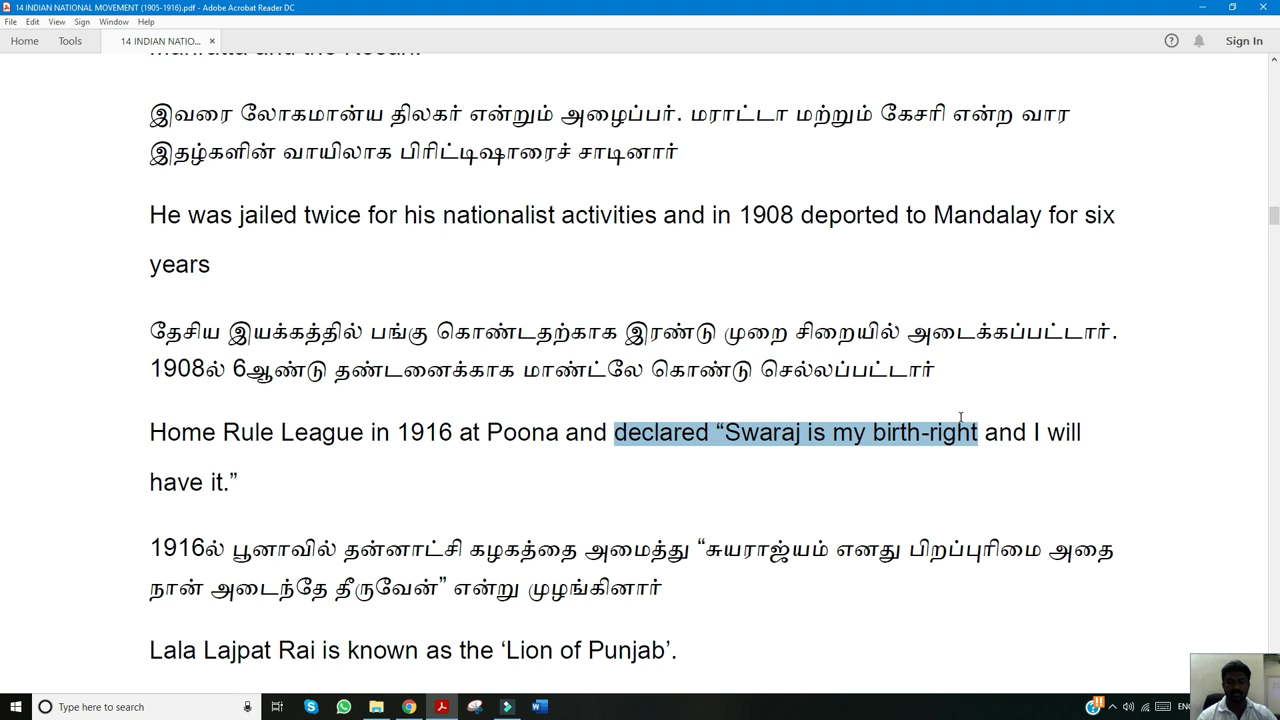 14 INDIAN NATIONAL MOVEMENT (1905-1916).pdf - Adobe Acrobat Reader DC
File Edit View Sign Window Help
Home Tools 14 INDIAN NATIO... × Sign In
இவரை லோகமான்ய திலகர் என்றும் அழைப்பர். மராட்டா மற்றும் கேசரி என்ற வார
இதழ்களின் வாயிலாக பிரிட்டிஷாரைச் சாடினார்
He was jailed twice for his nationalist activities and in 1908 deported to Mandalay for six
years
தேசிய இயக்கத்தில் பங்கு கொண்டதற்காக இரண்டு முறை சிறையில் அடைக்கப்பட்டார்.
1908ல் 6ஆண்டு தண்டனைக்காக மாண்ட்லே கொண்டு செல்லப்பட்டார்
Home Rule League in 1916 at Poona and declared “Swaraj is my birth-right and I will
have it.”
1916ல் பூனாவில் தன்னாட்சி கழகத்தை அமைத்து “சுயராஜ்யம் எனது பிறப்புரிமை அதை
நான் அடைந்தே தீருவேன்” என்று முழங்கினார்
Lala Lajpat Rai is known as the ‘Lion of Punjab’.
Type here to search